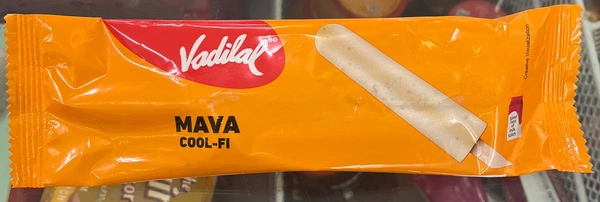 Vadilal
MAVA
COOL-FI
Creative Visualization